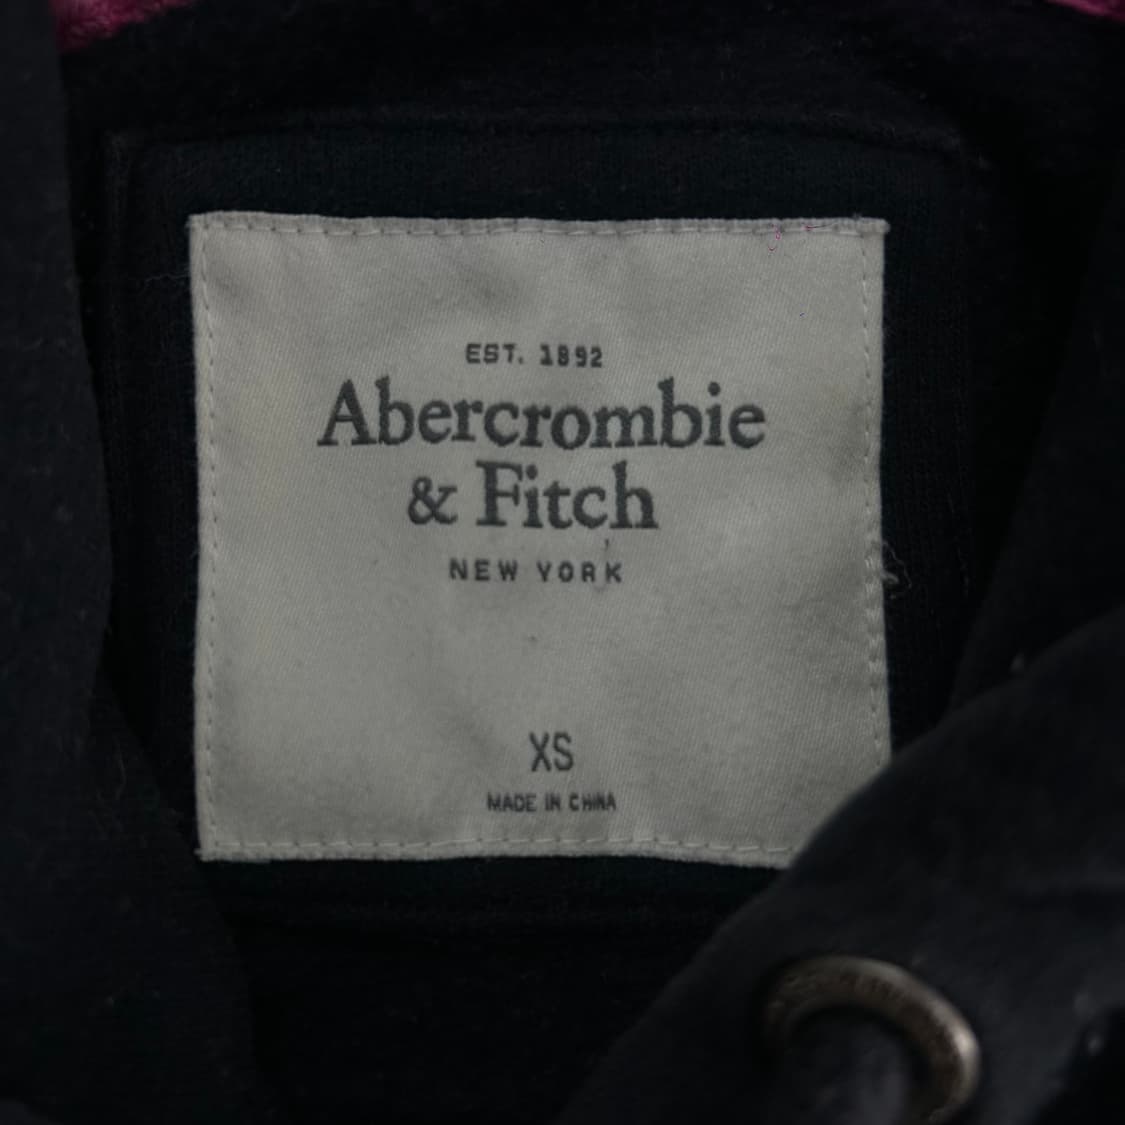 EST. 1892
Abercrombie
& Fitch
NEW YORK
XS
MADE IN CHINA